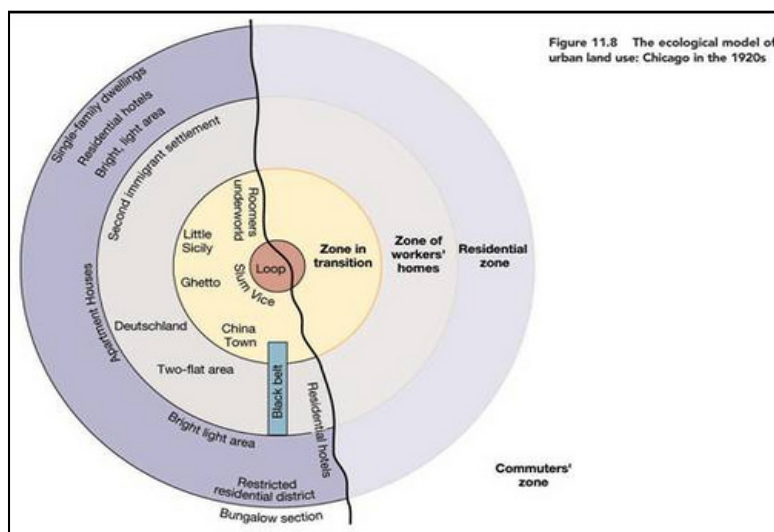 Figure 11.8 The ecological model of
urban land use: Chicago in the 1920s
Single-family dwellings
Residential hotels
Bright, light area
Second immigrant settlement
Roomers
underworld
Little
Sicily
Ghetto
Loop
Slum Vice
China
Town
Deutschland
Two-flat area
Black belt
Apartment Houses
Bright light area
Residential hotels
Restricted
residential district
Bungalow section
Zone in
transition
Zone of
workers'
homes
Residential
zone
Commuters'
zone